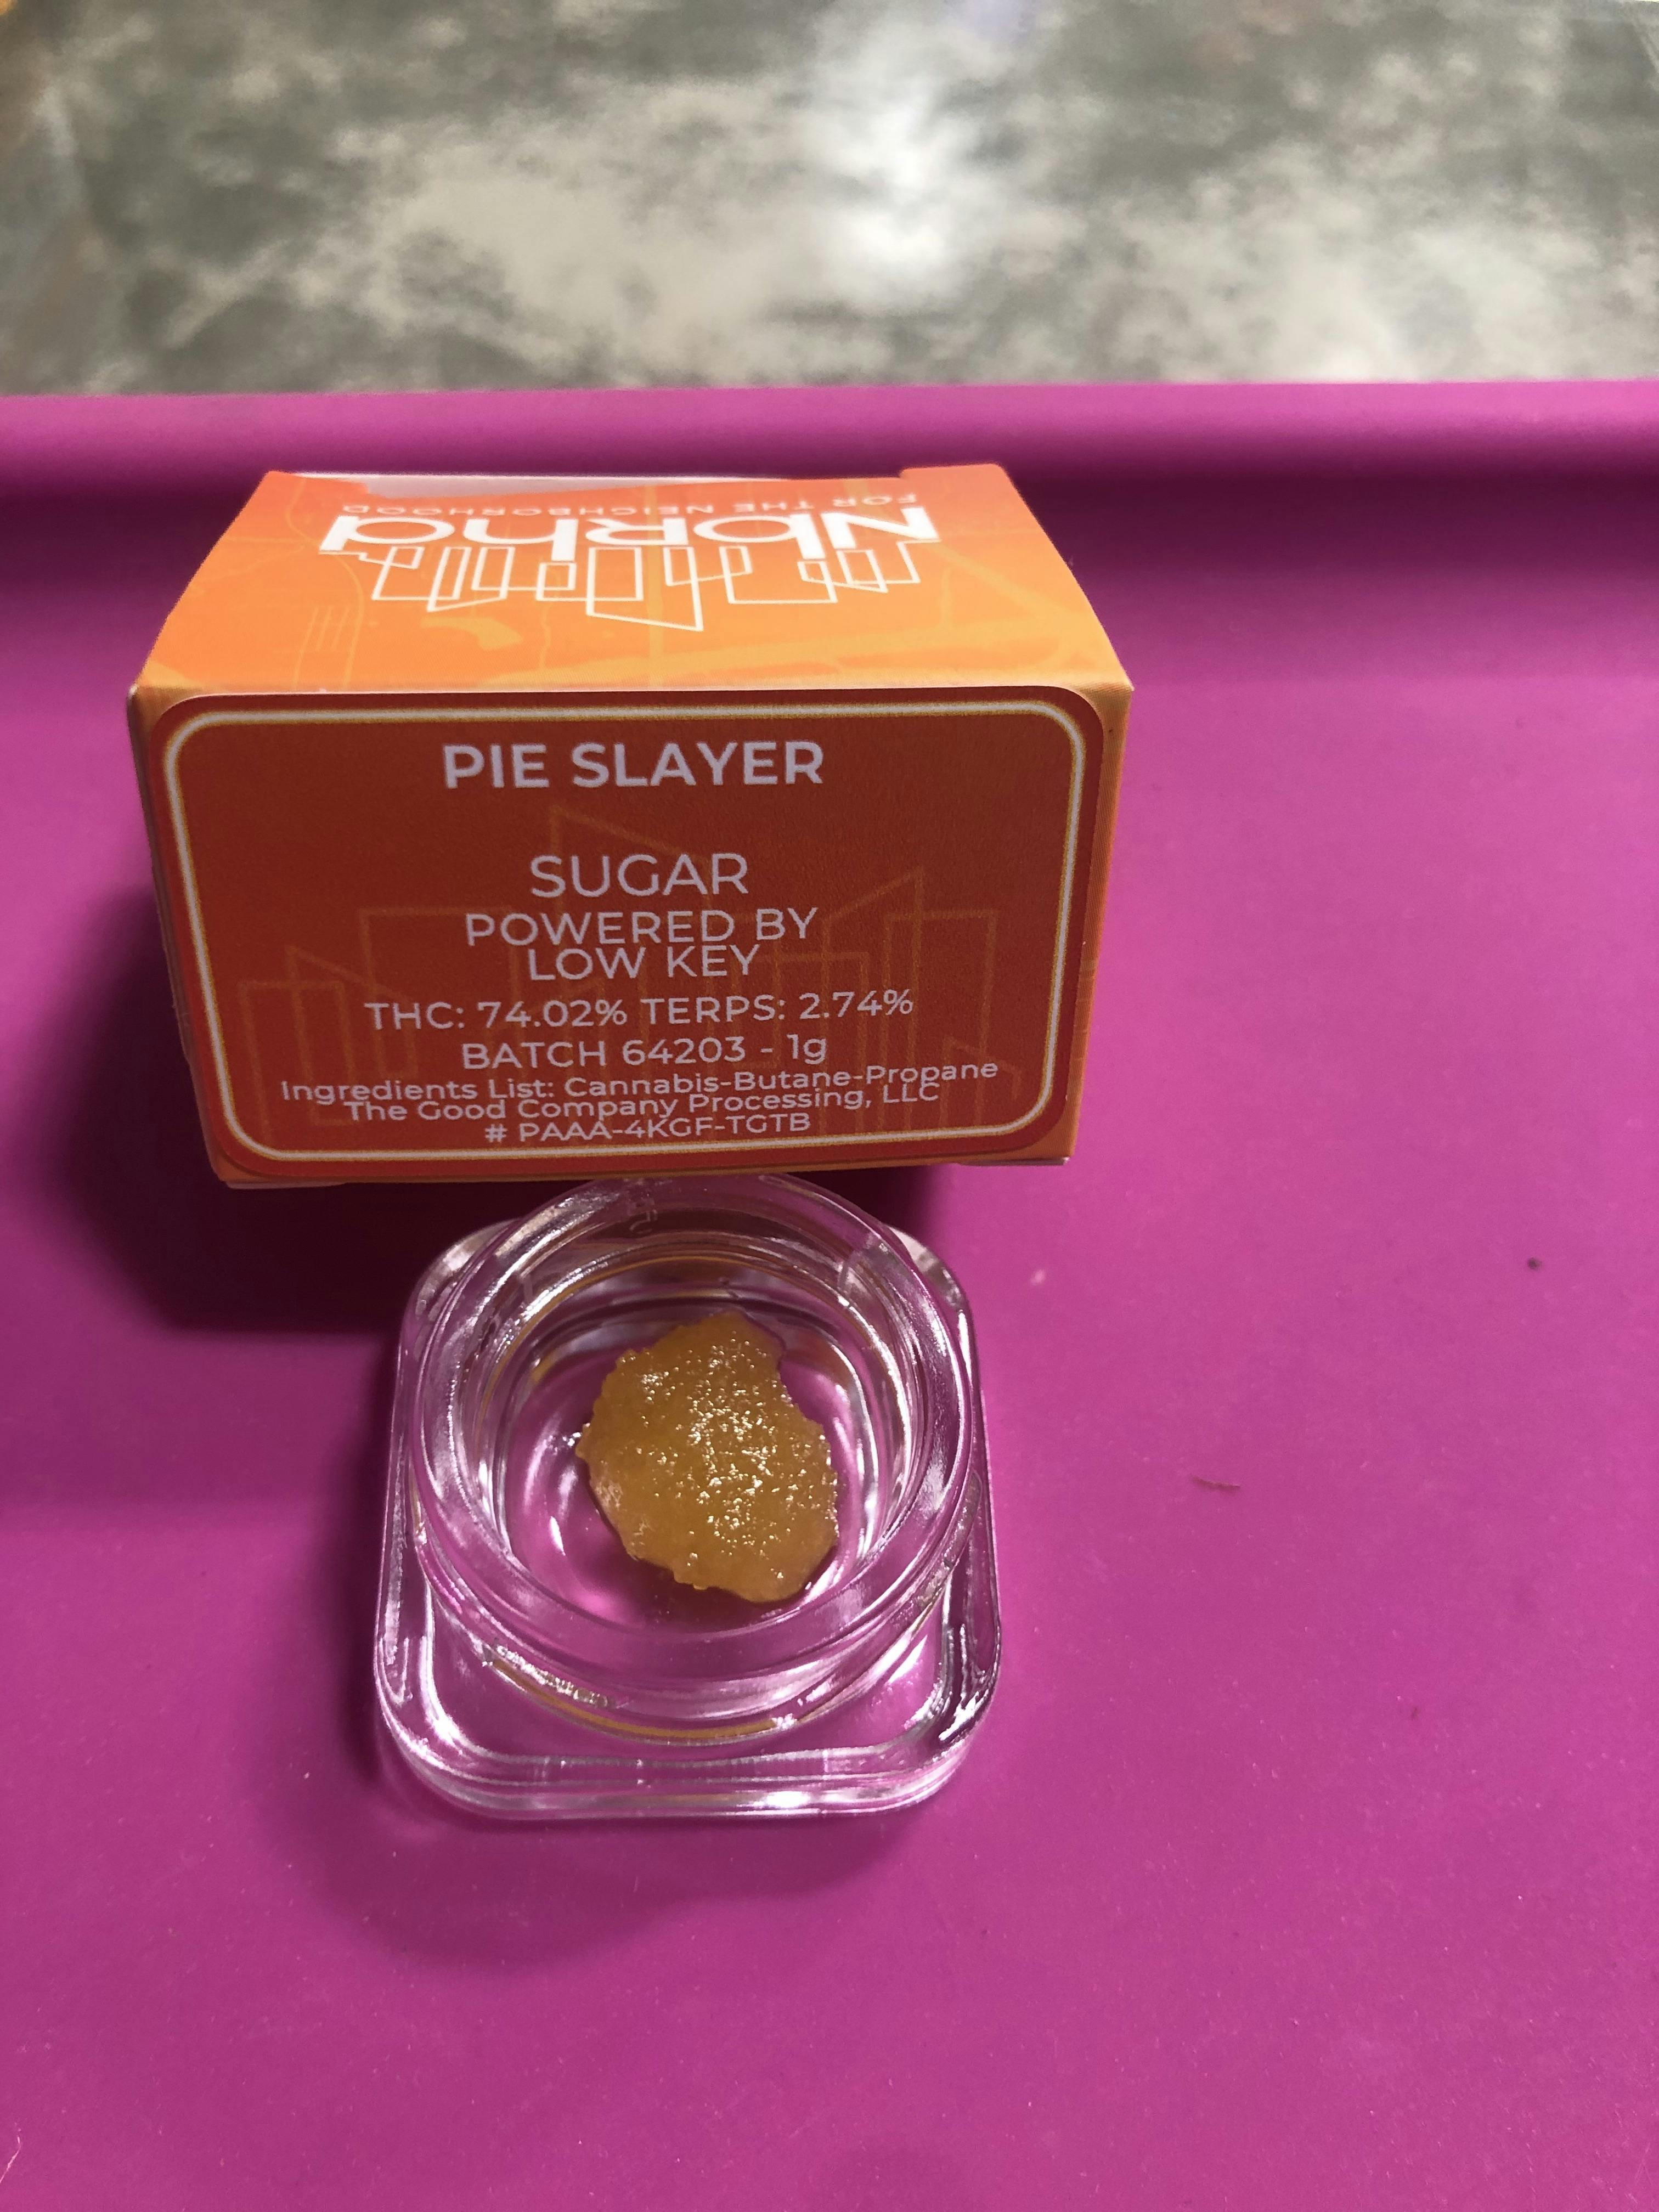 FOR THE NEIGHBORHOOD
NbRhd
PIE SLAYER
SUGAR
POWERED BY
LOW KEY
THC: 74.02% TERPS: 2.74%
BATCH 64203 - 1g
Ingredients List: Cannabis-Butane-Propane
The Good Company Processing, LLC
# PAAA-4KGF-TGTB